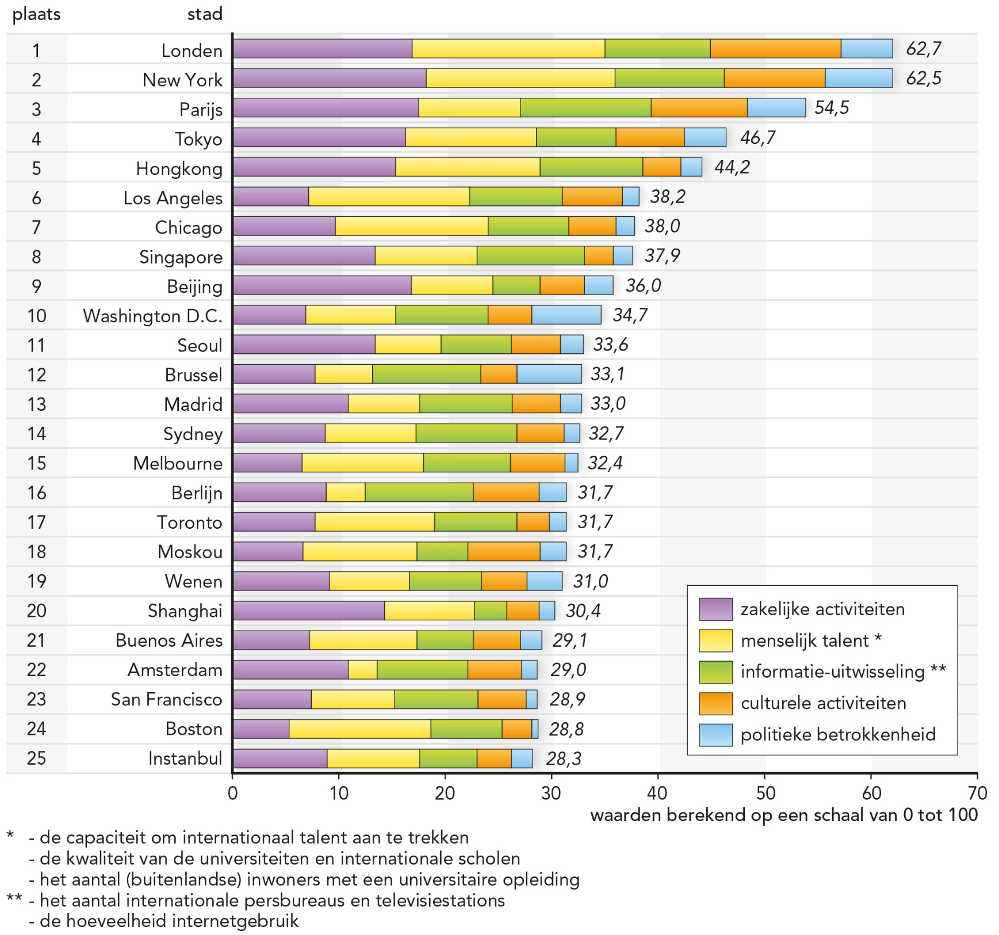 plaats stad
1 Londen 62,7
2 New York 62,5
3 Parijs 54,5
4 Tokyo 46,7
5 Hongkong 44,2
6 Los Angeles 38,2
7 Chicago 38,0
8 Singapore 37,9
9 Beijing 36,0
10 Washington D.C. 34,7
11 Seoul 33,6
12 Brussel 33,1
13 Madrid 33,0
14 Sydney 32,7
15 Melbourne 32,4
16 Berlijn 31,7
17 Toronto 31,7
18 Moskou 31,7
19 Wenen 31,0
20 Shanghai 30,4
21 Buenos Aires 29,1
22 Amsterdam 29,0
23 San Francisco 28,9
24 Boston 28,8
25 Instanbul 28,3
zakelijke activiteiten
menselijk talent *
informatie-uitwisseling **
culturele activiteiten
politieke betrokkenheid
0 10 20 30 40 50 60 70
waarden berekend op een schaal van 0 tot 100
* - de capaciteit om internationaal talent aan te trekken
- de kwaliteit van de universiteiten en internationale scholen
- het aantal (buitenlandse) inwoners met een universitaire opleiding
** - het aantal internationale persbureaus en televisiestations
- de hoeveelheid internetgebruik